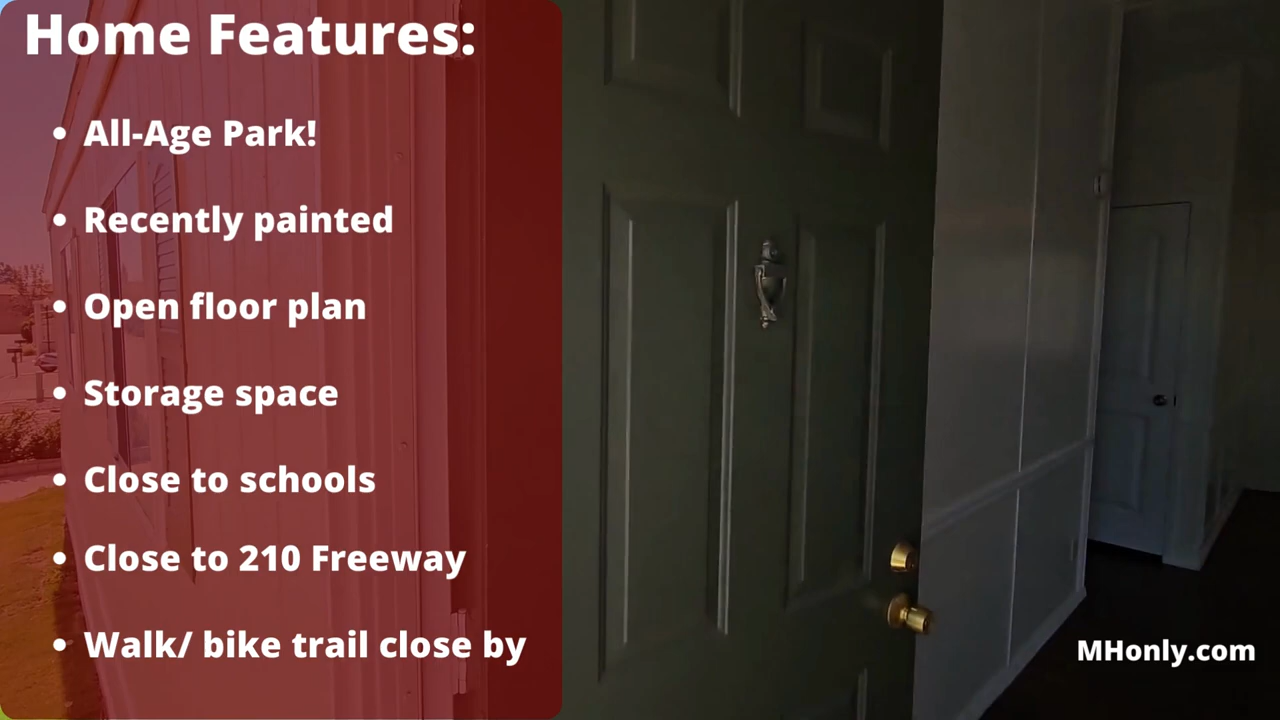 Home Features:
• All-Age Park!
• Recently painted
• Open floor plan
• Storage space
• Close to schools
• Close to 210 Freeway
• Walk/ bike trail close by
MHonly.com